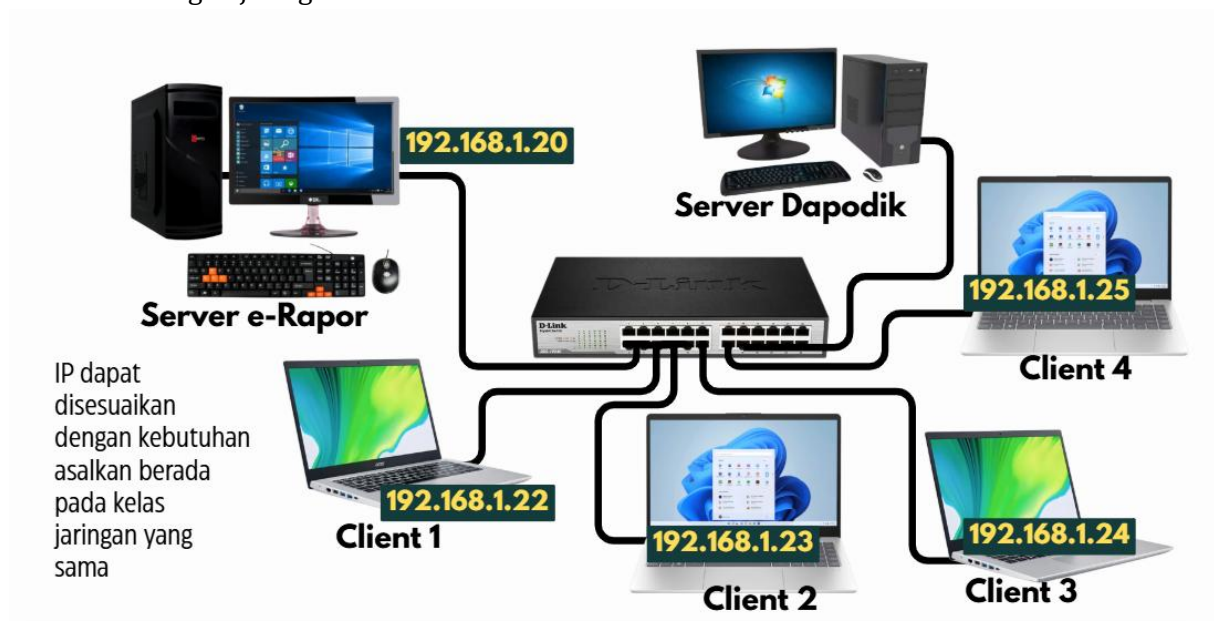 192.168.1.20
Server e-Rapor
Server Dapodik
192.168.1.25
Client 4
D-Link
D-Link
IP dapat
disesuaikan
dengan kebutuhan
asalkan berada
pada kelas
jaringan yang
sama
192.168.1.22
Client 1
192.168.1.23
Client 2
192.168.1.24
Client 3